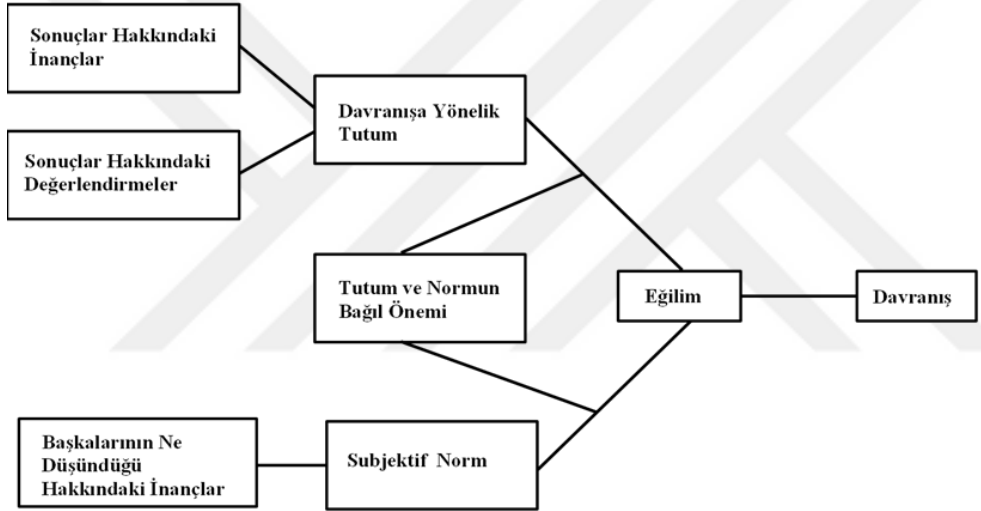 Sonuçlar Hakkındaki
İnançlar
Davranışa Yönelik
Tutum
Sonuçlar Hakkındaki
Değerlendirmeler
Tutum ve Normun
Bağıl Önemi
Eğilim
Davranış
Başkalarının Ne
Düşündüğü
Hakkındaki İnançlar
Subjektif Norm